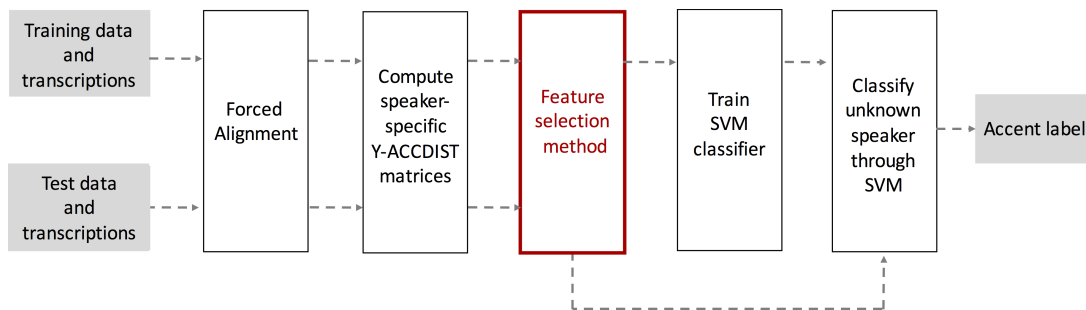 Training data
and
transcriptions
Test data
and
transcriptions
Forced
Alignment
Compute
speaker-
specific
Y-ACCDIST
matrices
Feature
selection
method
Train
SVM
classifier
Classify
unknown
speaker
through
SVM
Accent label